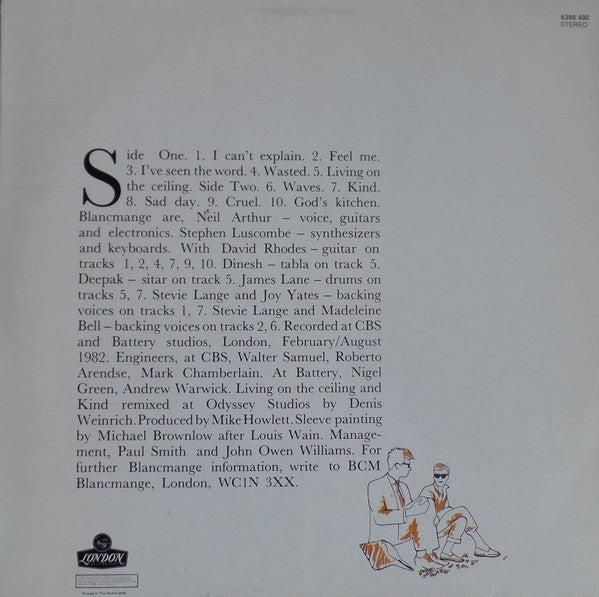 6399 400
STEREO
Side One. 1. I can't explain. 2. Feel me.
3. I've seen the word. 4. Wasted. 5. Living on
the ceiling. Side Two. 6. Waves. 7. Kind.
8. Sad day. 9. Cruel. 10. God's kitchen.
Blancmange are, Neil Arthur – voice, guitars
and electronics. Stephen Luscombe – synthesizers
and keyboards. With David Rhodes – guitar on
tracks 1, 2, 4, 7, 9, 10. Dinesh – tabla on track 5.
Deepak – sitar on track 5. James Lane – drums on
tracks 5, 7. Stevie Lange and Joy Yates – backing
voices on tracks 1, 7. Stevie Lange and Madeleine
Bell – backing voices on tracks 2, 6. Recorded at CBS
and Battery studios, London, February/August
1982. Engineers, at CBS, Walter Samuel, Roberto
Arendse, Mark Chamberlain. At Battery, Nigel
Green, Andrew Warwick. Living on the ceiling and
Kind remixed at Odyssey Studios by Denis
Weinrich. Produced by Mike Howlett. Sleeve painting
by Michael Brownlow after Louis Wain. Manage-
ment, Paul Smith and John Owen Williams. For
further Blancmange information, write to BCM
Blancmange, London, WC1N 3XX.
LONDON
Printed in The Netherlands